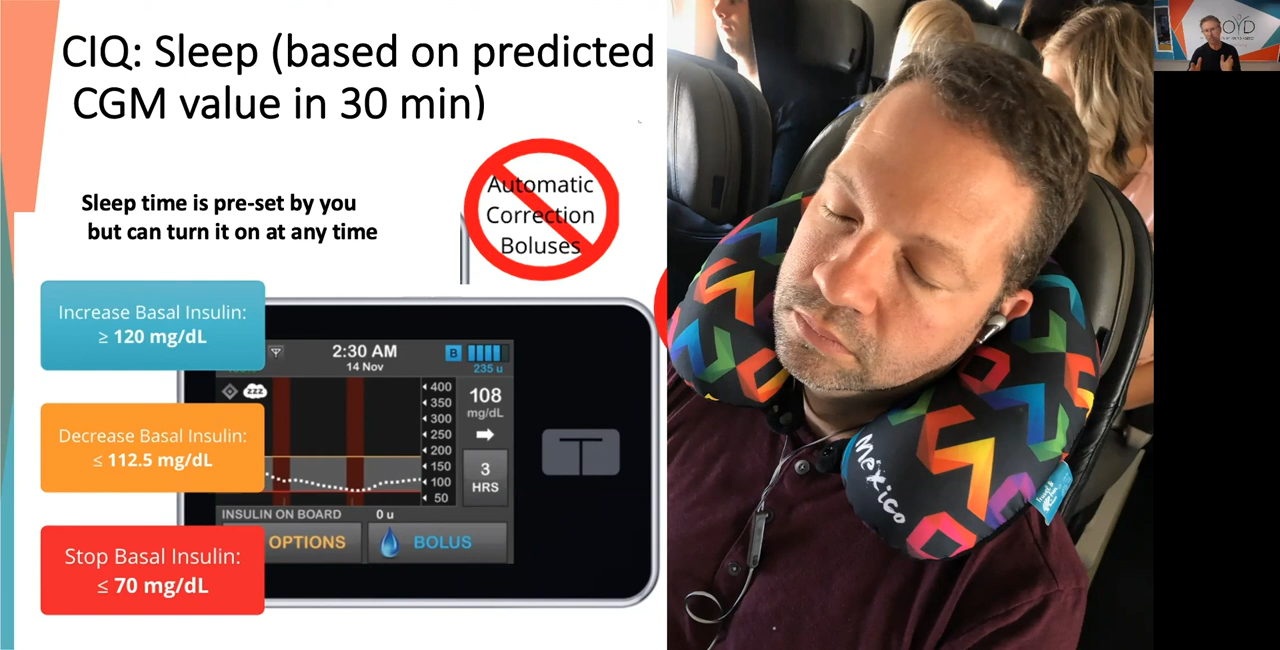 CIQ: Sleep (based on predicted
CGM value in 30 min)
Sleep time is pre-set by you
but can turn it on at any time
Automatic
Correction
Boluses
Increase Basal Insulin:
≥ 120 mg/dL
Decrease Basal Insulin:
≤ 112.5 mg/dL
Stop Basal Insulin:
≤ 70 mg/dL
2:30 AM
14 Nov
B
235 u
zzz
400
350
300
250
200
150
100
50
108
mg/dL
3
HRS
INSULIN ON BOARD 0 u
OPTIONS
BOLUS
México